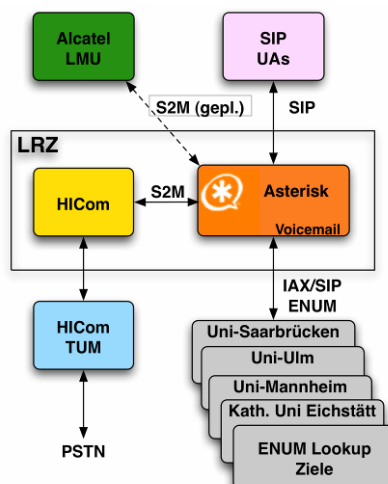 Alcatel
LMU
SIP
UAs
S2M (gepl.)
SIP
LRZ
HICom
S2M
Asterisk
Voicemail
IAX/SIP
ENUM
HICom
TUM
Uni-Saarbrücken
Uni-Ulm
Uni-Mannheim
Kath. Uni Eichstätt
ENUM Lookup
Ziele
PSTN